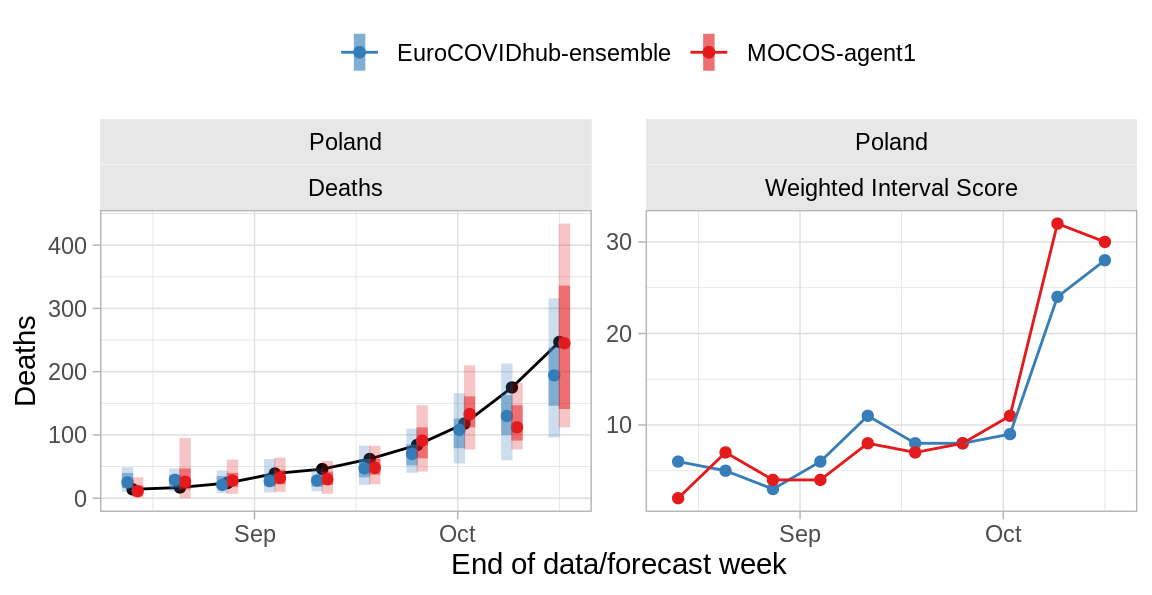 EuroCOVIDhub-ensemble MOCOS-agent1
Poland Poland
Deaths Weighted Interval Score
Deaths
400
300
200
100
0
30
20
10
Sep Oct Sep Oct
End of data/forecast week